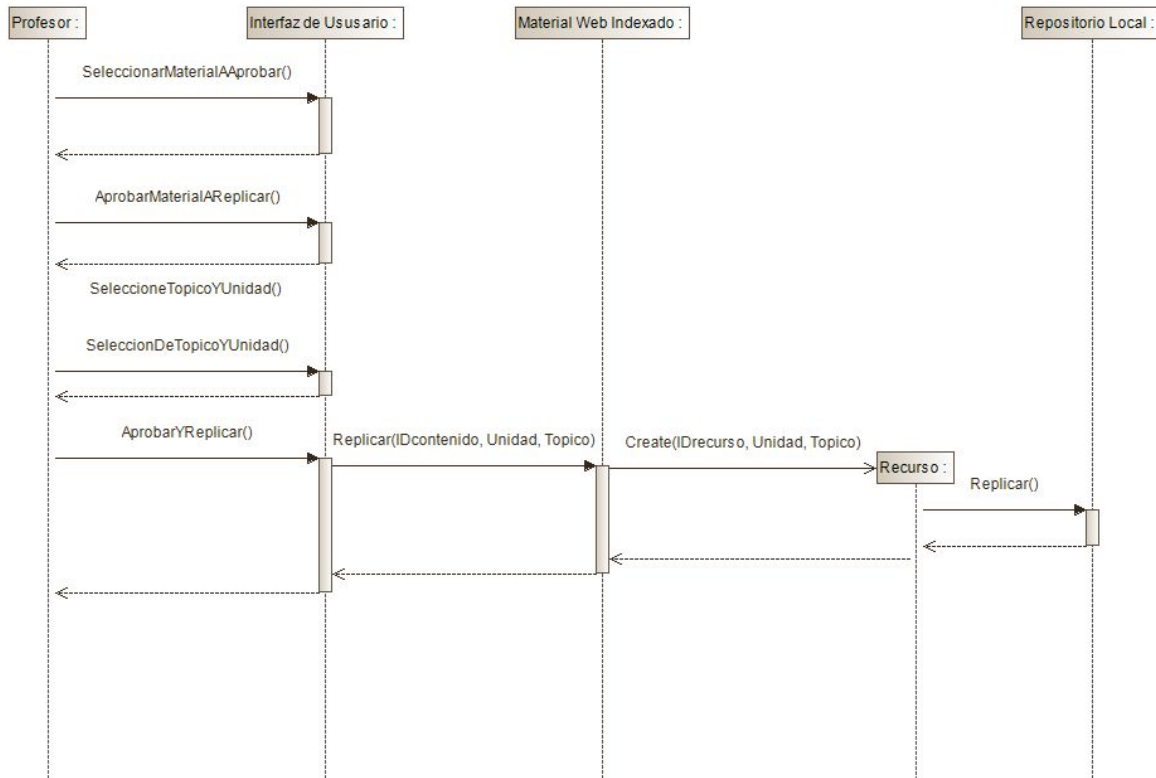 Profesor :
Interfaz de Ususario :
Material Web Indexado :
Repositorio Local :
SeleccionarMaterialAAprobar()
AprobarMaterialAReplicar()
SeleccioneTopicoYUnidad()
SeleccionDeTopicoYUnidad()
AprobarYReplicar()
Replicar(IDcontenido, Unidad, Topico)
Create(IDrecurso, Unidad, Topico)
Recurso :
Replicar()